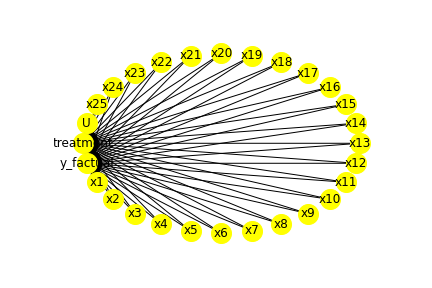 x20
x21
x19
x22
x18
x23
x17
x24
x16
x25
x15
U
x14
treatment
x13
y_factual
x12
x1
x11
x2
x10
x3
x9
x4
x8
x5
x7
x6